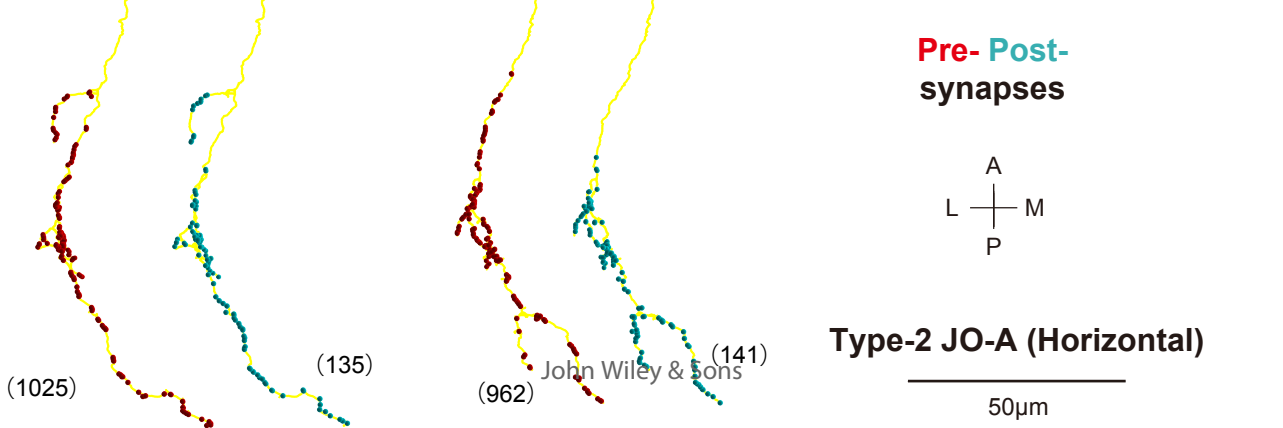 Pre- Post-
synapses
A
L M
P
Type-2 JO-A (Horizontal)
50μm
(1025)
(135)
(962)
(141)
John Wiley & Sons